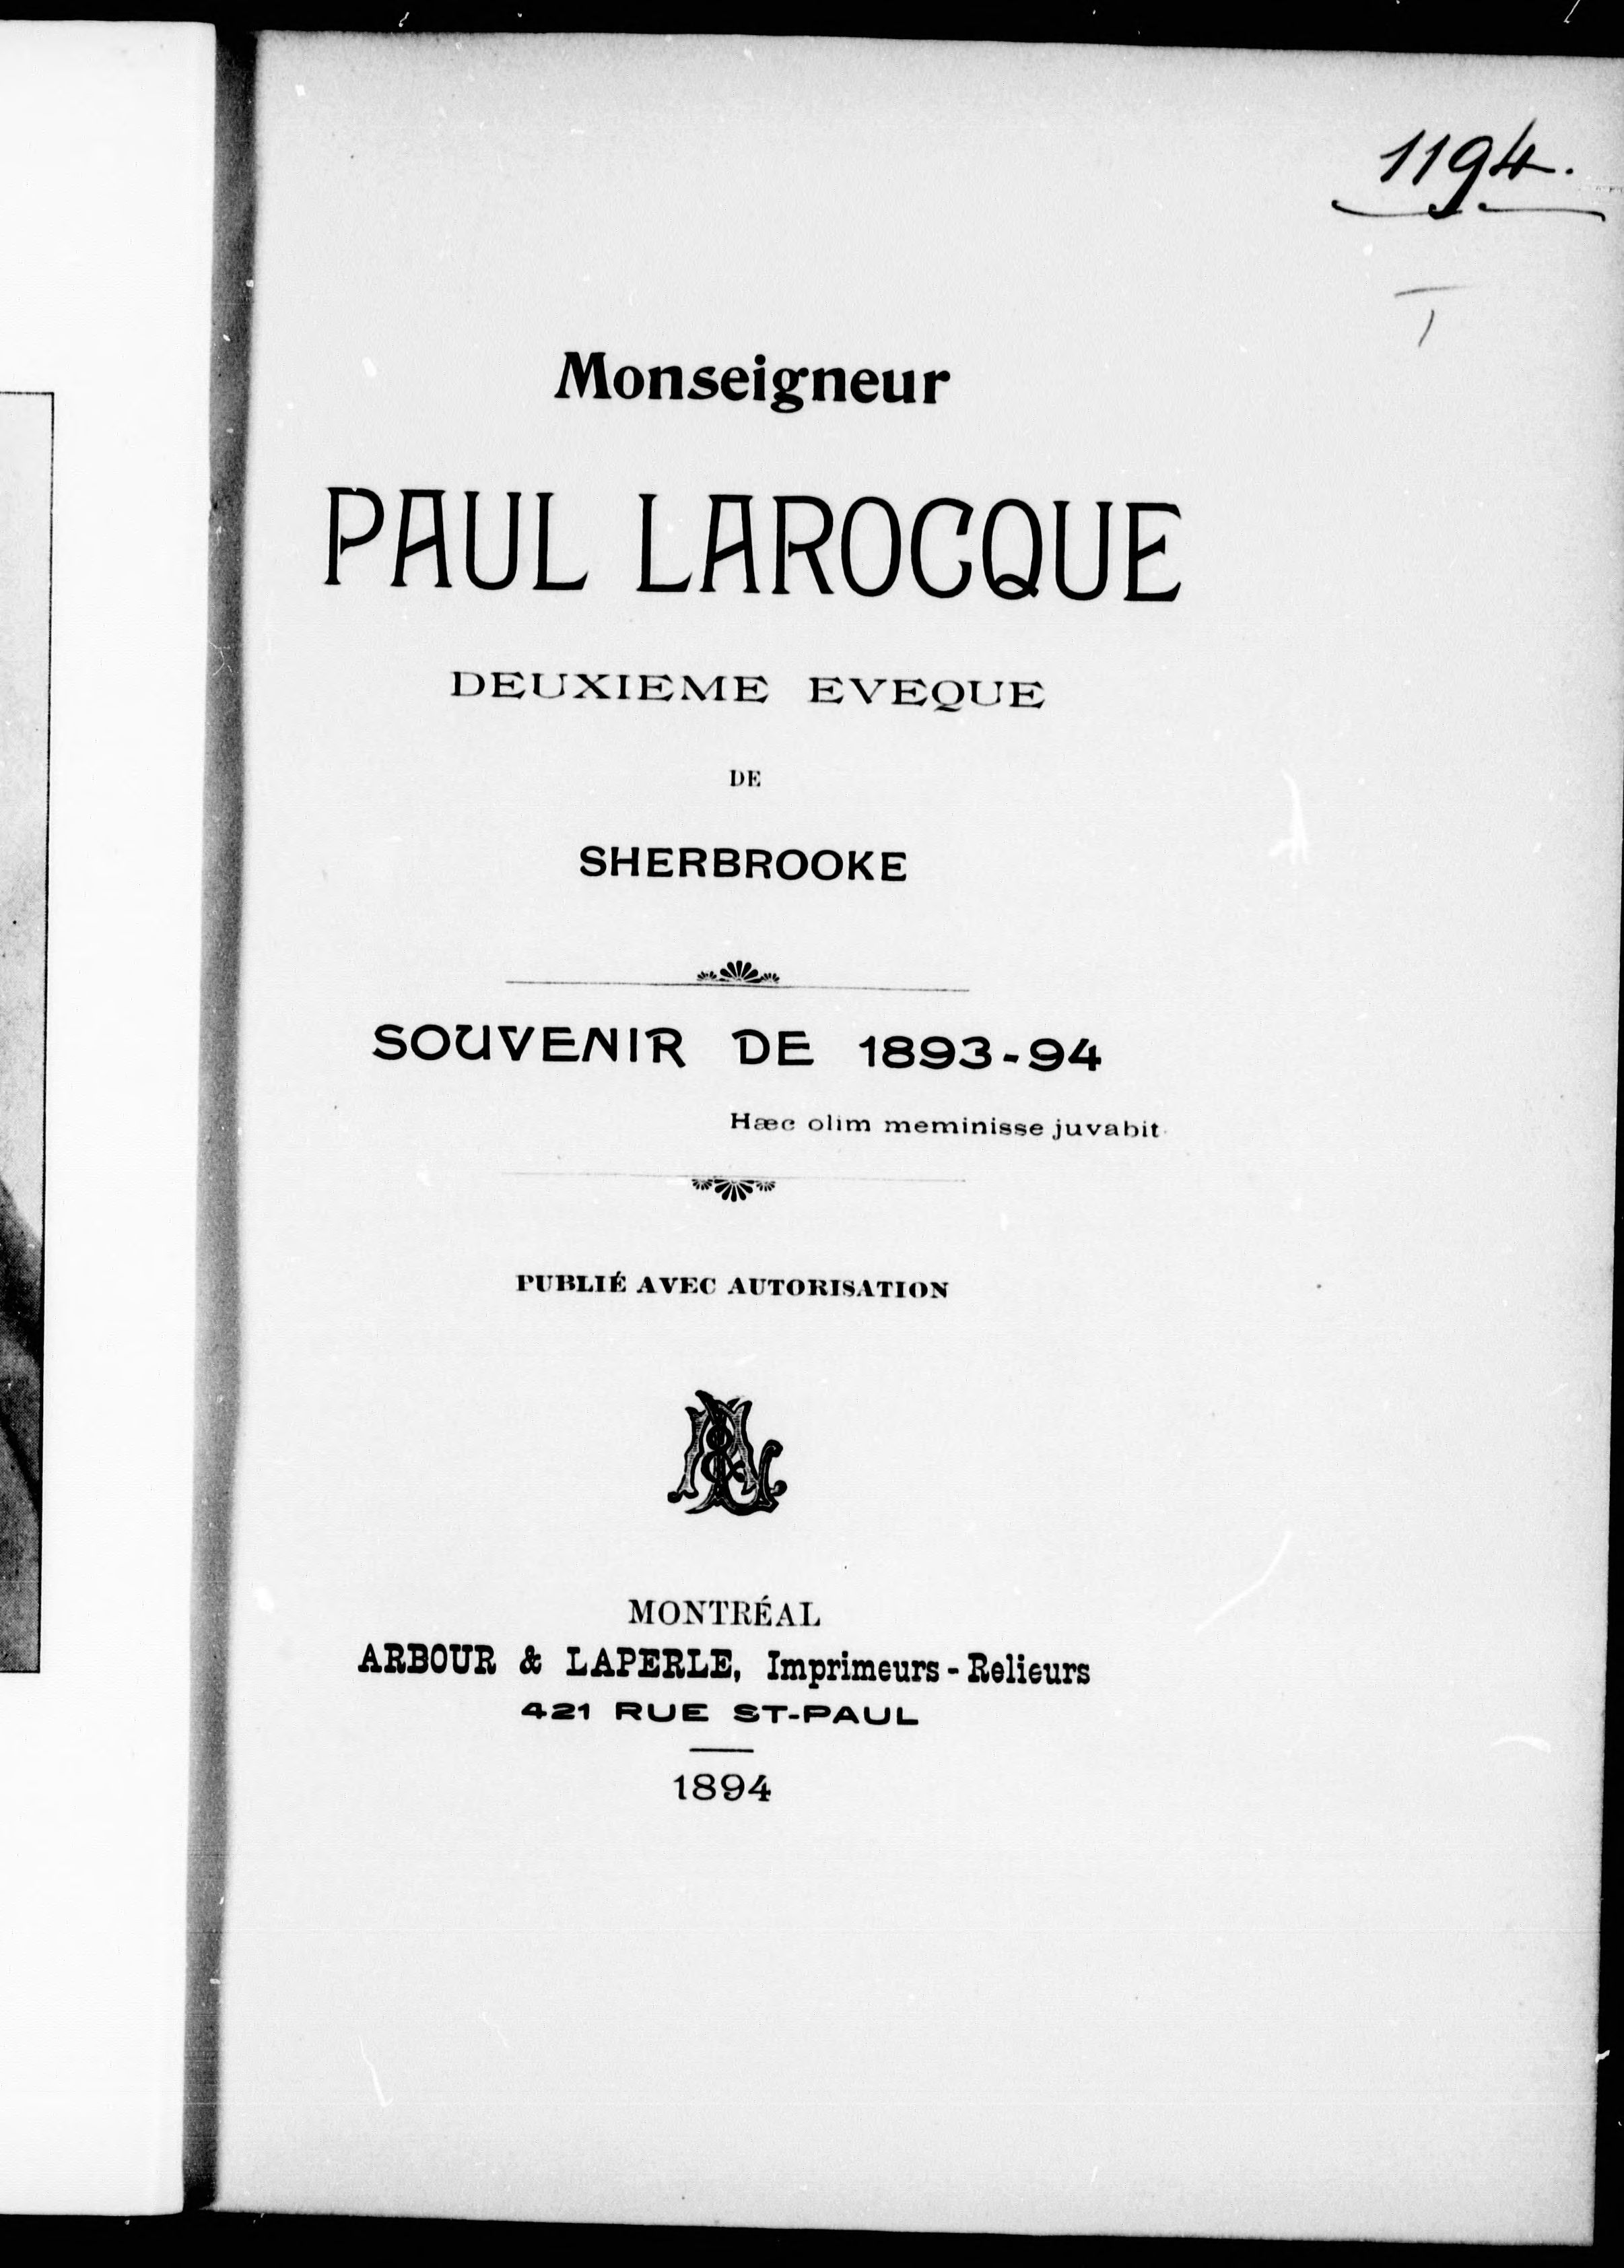 1194.
Monseigneur
PAUL LAROCQUE
DEUXIEME EVEQUE
DE
SHERBROOKE
SOUVENIR DE 1893-94
Hæc olim meminisse juvabit
PUBLIÉ AVEC AUTORISATION
A&L
MONTRÉAL
ARBOUR & LAPERLE, Imprimeurs-Relieurs
421 RUE ST-PAUL
1894